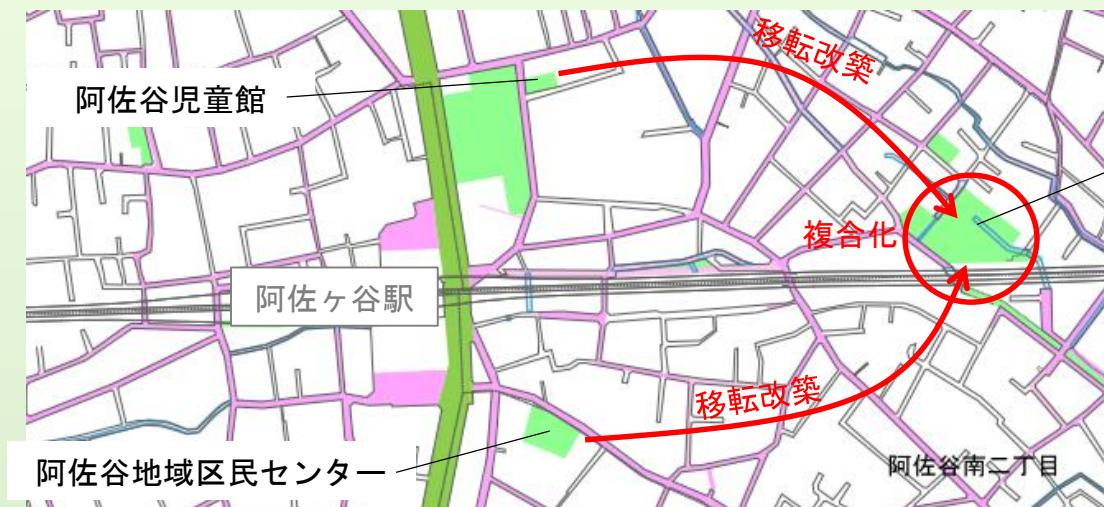 移転改築
阿佐谷児童館
複合化
阿佐ヶ谷駅
移転改築
阿佐谷地域区民センター
阿佐谷南二丁目